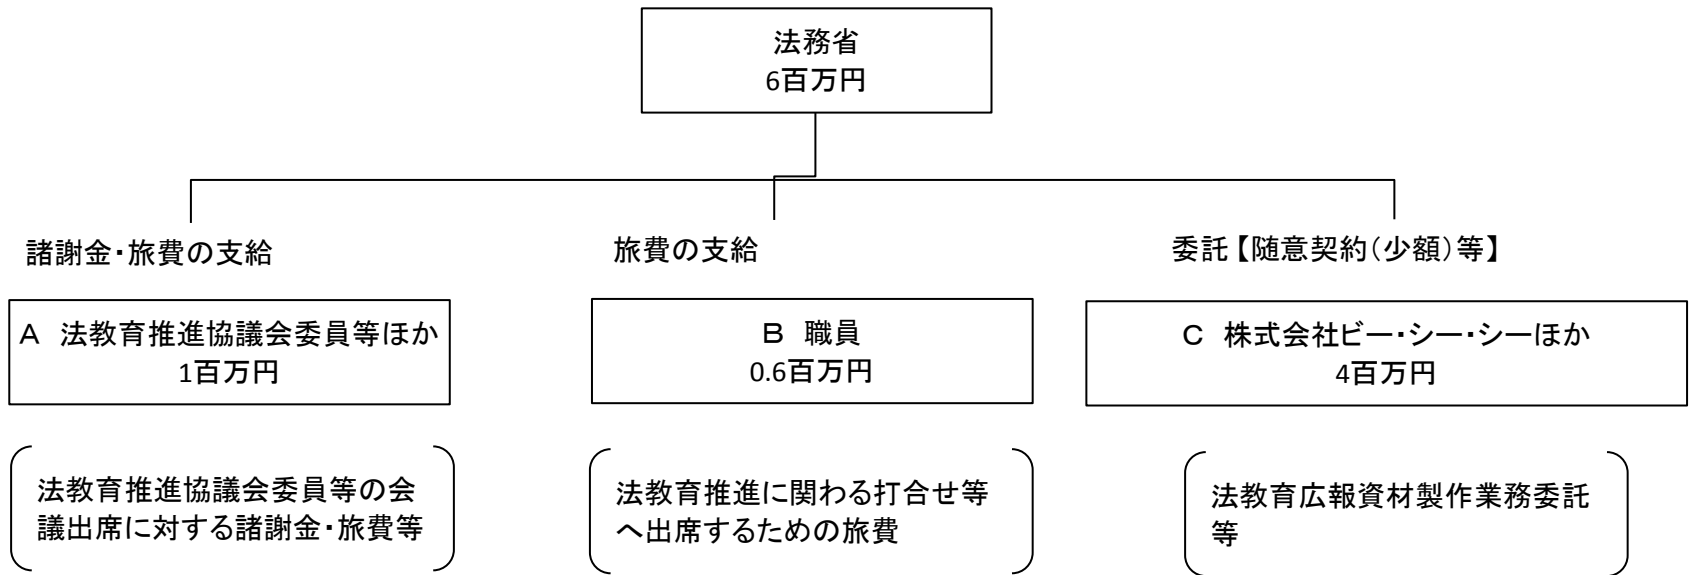 法務省
6百万円
諸謝金・旅費の支給
旅費の支給
委託【随意契約(少額)等】
A 法教育推進協議会委員等ほか
1百万円
B 職員
0.6百万円
C 株式会社ビー・シー・シーほか
4百万円
法教育推進協議会委員等の会
議出席に対する諸謝金・旅費等
法教育推進に関わる打合せ等
へ出席するための旅費
法教育広報資材製作業務委託
等